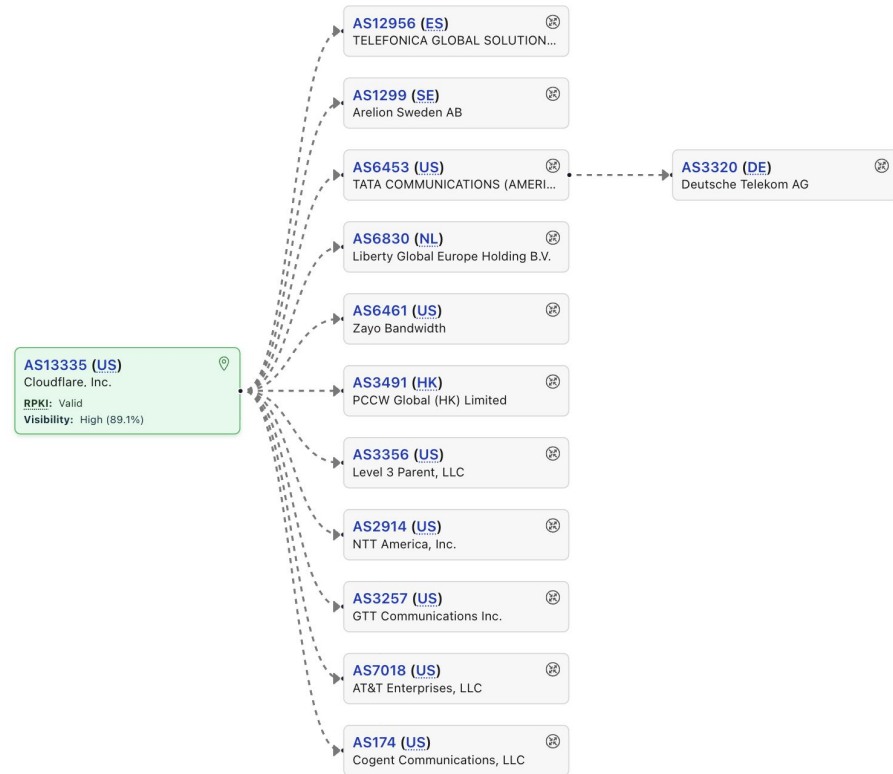 AS12956 (ES)
TELEFONICA GLOBAL SOLUTION...
AS1299 (SE)
Arelion Sweden AB
AS6453 (US)
TATA COMMUNICATIONS (AMERI...
AS3320 (DE)
Deutsche Telekom AG
AS6830 (NL)
Liberty Global Europe Holding B.V.
AS6461 (US)
Zayo Bandwidth
AS13335 (US)
Cloudflare, Inc.
RPKI: Valid
Visibility: High (89.1%)
AS3491 (HK)
PCCW Global (HK) Limited
AS3356 (US)
Level 3 Parent, LLC
AS2914 (US)
NTT America, Inc.
AS3257 (US)
GTT Communications Inc.
AS7018 (US)
AT&T Enterprises, LLC
AS174 (US)
Cogent Communications, LLC